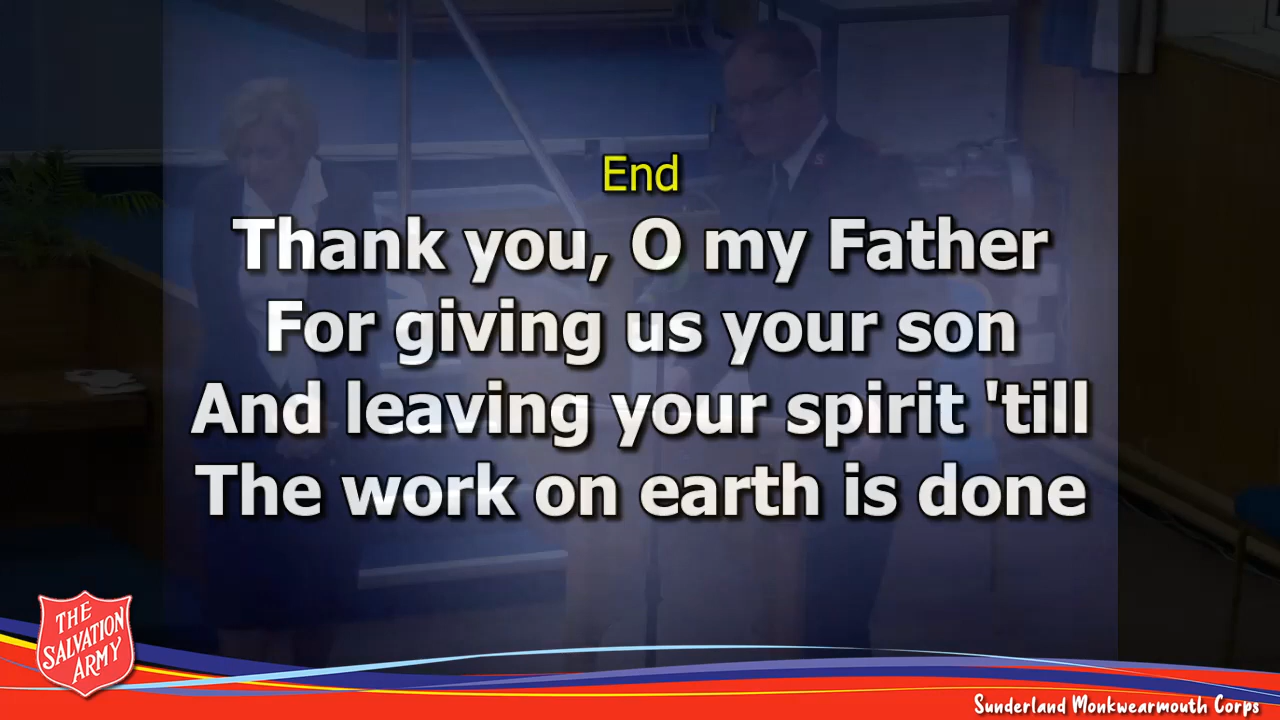 End
Thank you, O my Father
For giving us your son
And leaving your spirit 'till
The work on earth is done
THE
SALVATION
ARMY
Sunderland Monkwearmouth Corps